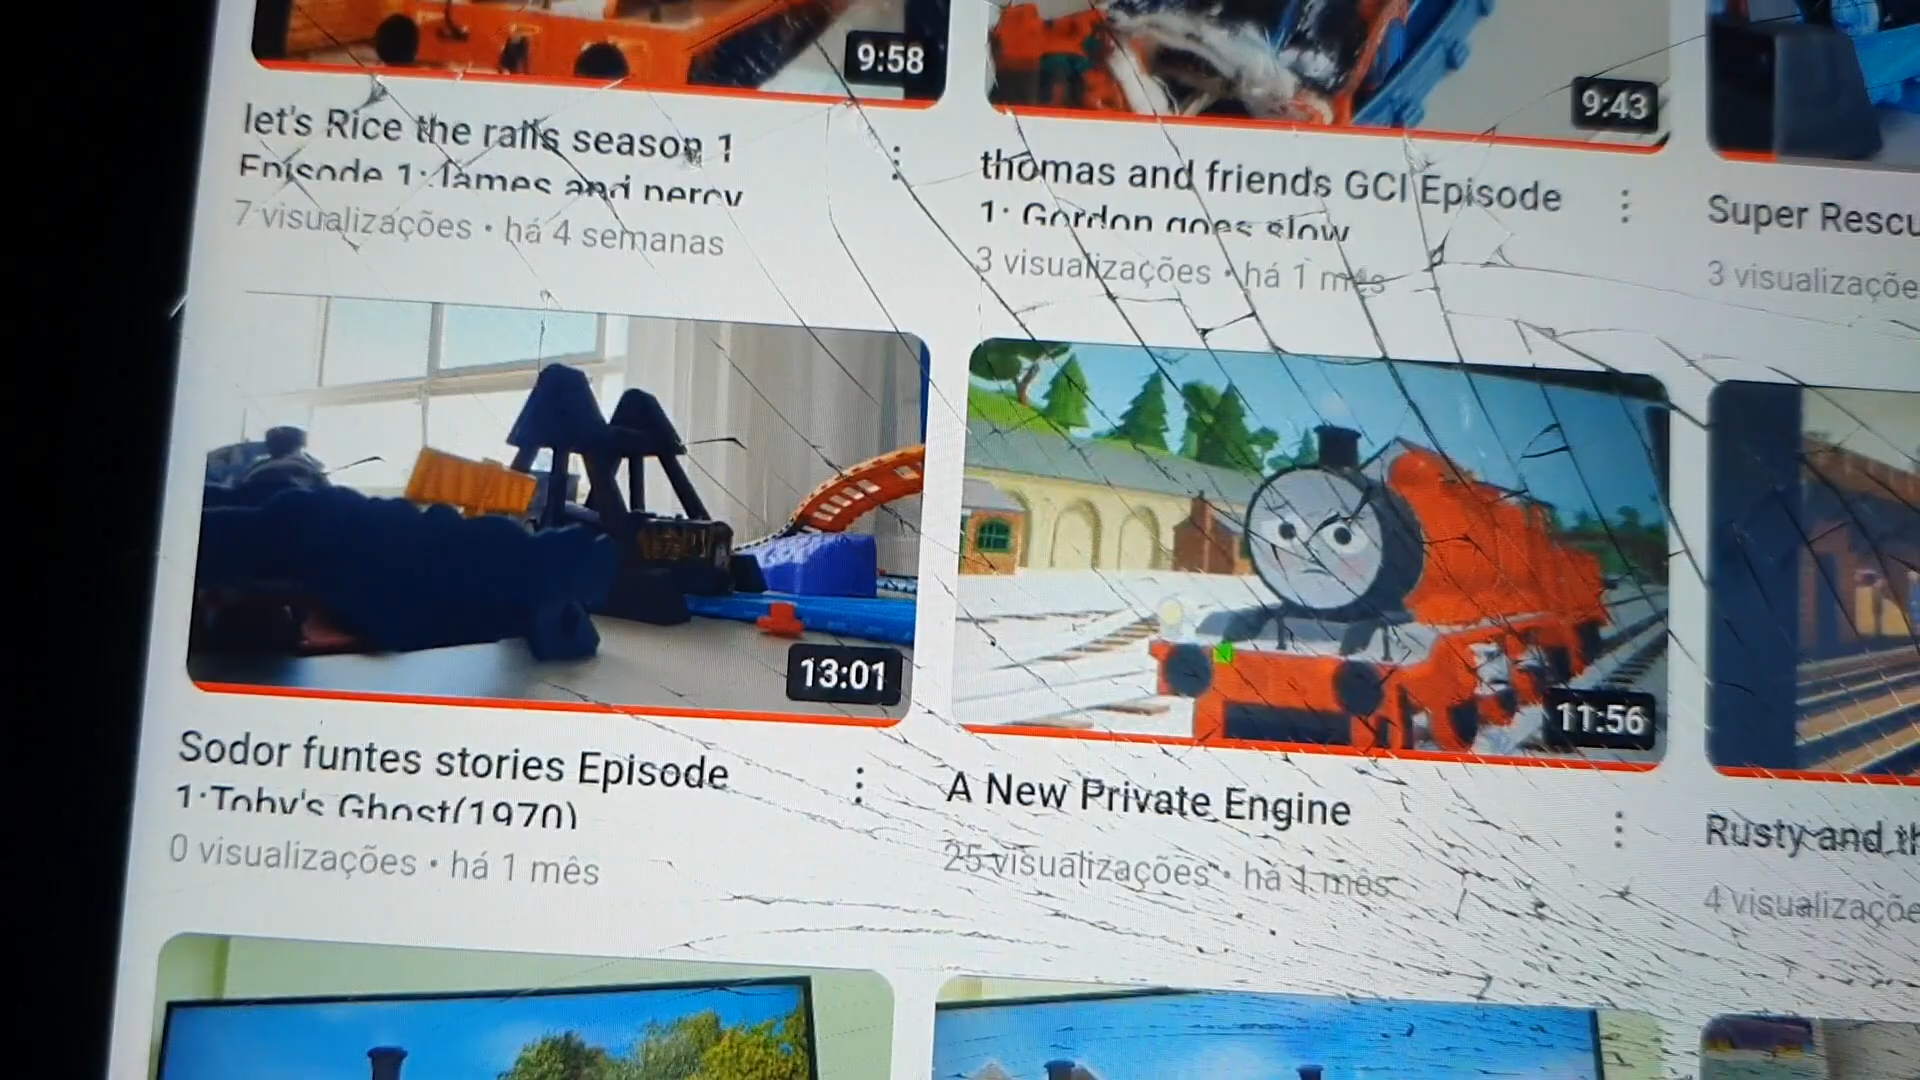 9:58
9:43
let's Rice the rails season 1
Episode 1: James and percy
7 visualizações • há 4 semanas
thomas and friends GCI Episode
1: Gordon goes slow
3 visualizações • há 1 mês
Super Rescu
3 visualizaçõe
13:01
11:56
Sodor funtes stories Episode
1:Toby's Ghost(1970)
0 visualizações • há 1 mês
A New Private Engine
25 visualizações • há 1 mês
Rusty and th
4 visualizaçõe